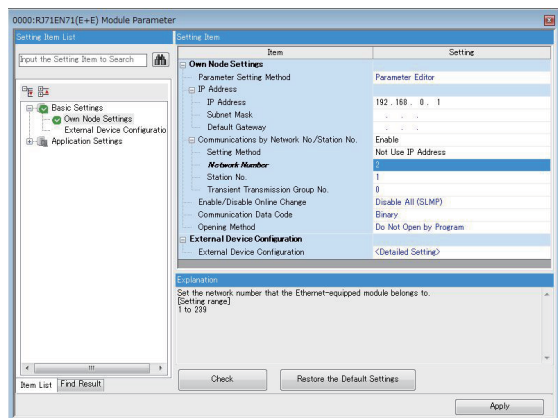 0000:RJ71EN71(E+E) Module Parameter
Setting Item List
Setting Item
Input the Setting Item to Search
Item
Setting
Own Node Settings
Parameter Setting Method
Parameter Editor
IP Address
IP Address
192 . 168 . 0 . 1
Subnet Mask
. . .
Default Gateway
. . .
Communications by Network No./Station No.
Enable
Setting Method
Not Use IP Address
Network Number
2
Station No.
1
Transient Transmission Group No.
0
Enable/Disable Online Change
Disable All (SLMP)
Communication Data Code
Binary
Opening Method
Do Not Open by Program
External Device Configuration
External Device Configuration
<Detailed Setting>
Basic Settings
Own Node Settings
External Device Configuratio
Application Settings
Explanation
Set the network number that the Ethernet-equipped module belongs to.
[Setting range]
1 to 239
Item List
Find Result
Check
Restore the Default Settings
Apply